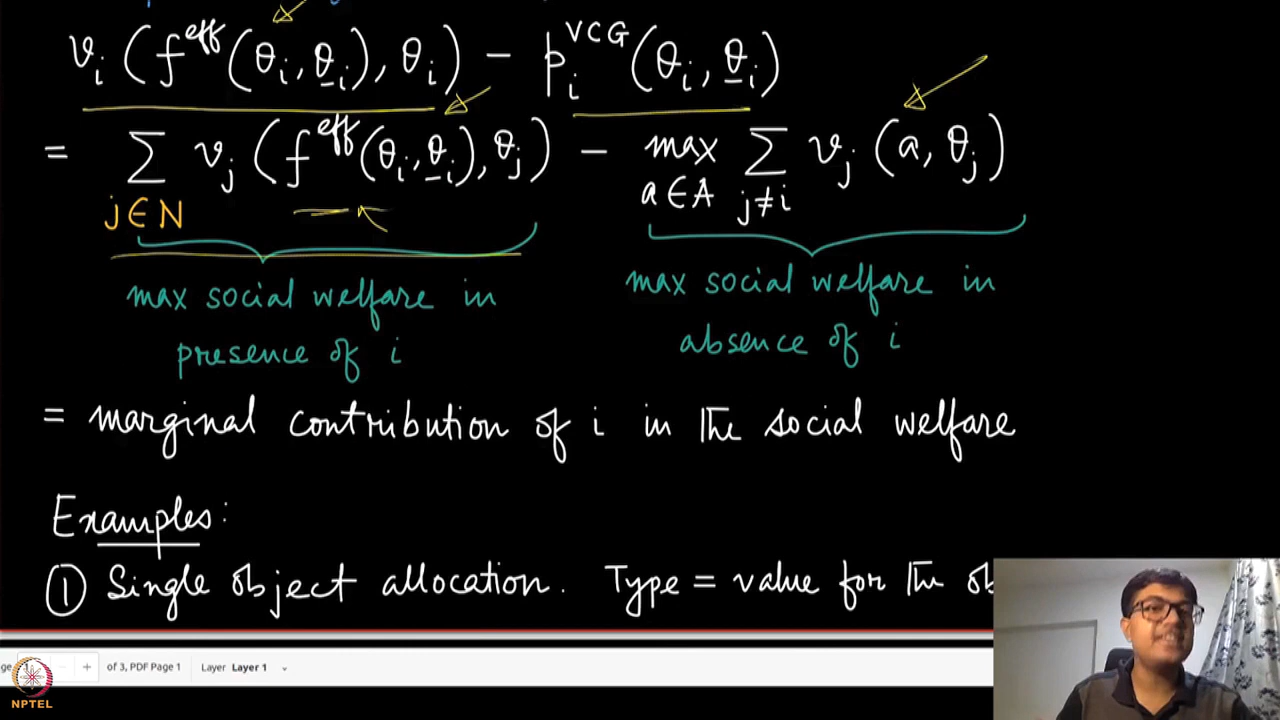 vᵢ ( f^eff (θᵢ, θ̲ᵢ), θᵢ ) − pᵢ^VCG (θᵢ, θ̲ᵢ)
= Σ_{j∈N} vⱼ ( f^eff (θᵢ, θ̲ᵢ), θⱼ ) − max_{a∈A} Σ_{j≠i} vⱼ (a, θⱼ)
max social welfare in presence of i
max social welfare in absence of i
= marginal contribution of i in the social welfare
Examples:
① Single object allocation. Type = value for the ob
ge
of 3, PDF Page 1
Layer Layer 1
NPTEL